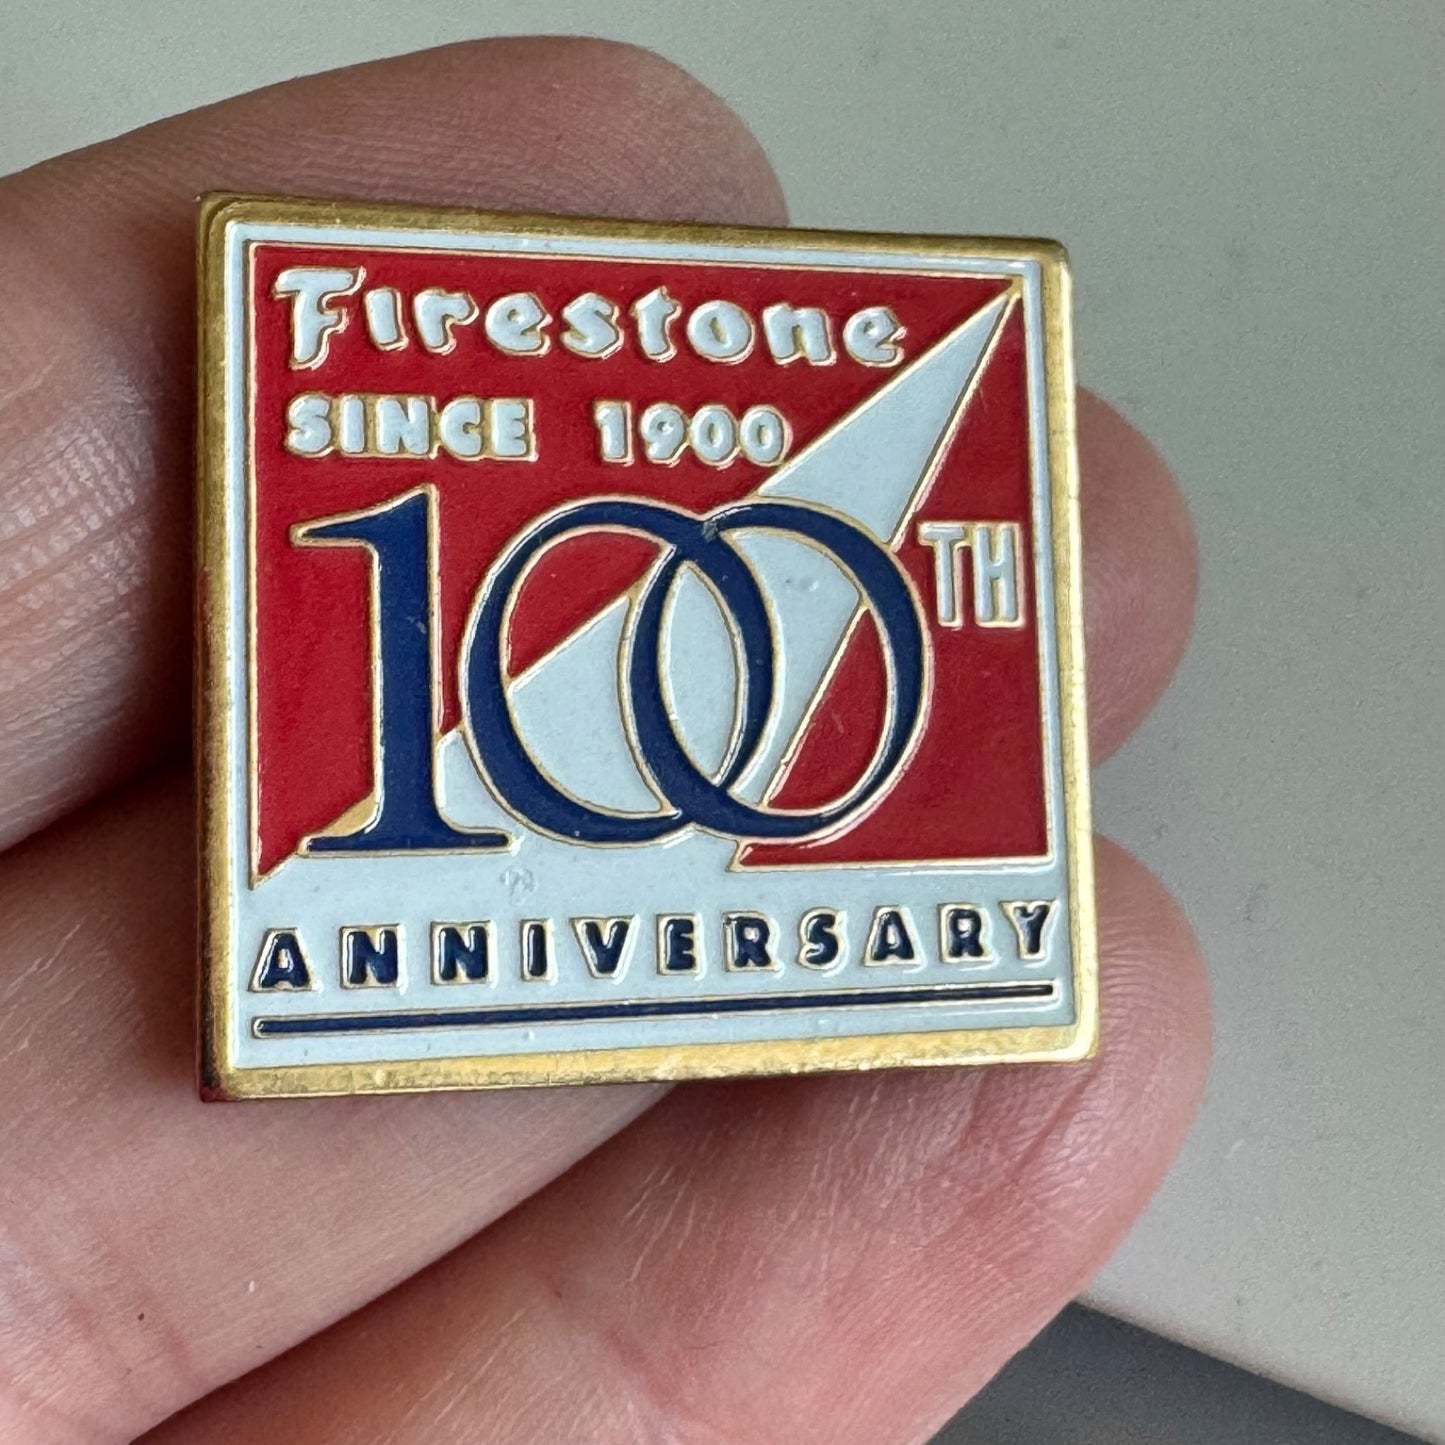 Firestone
SINCE 1900
100TH
ANNIVERSARY